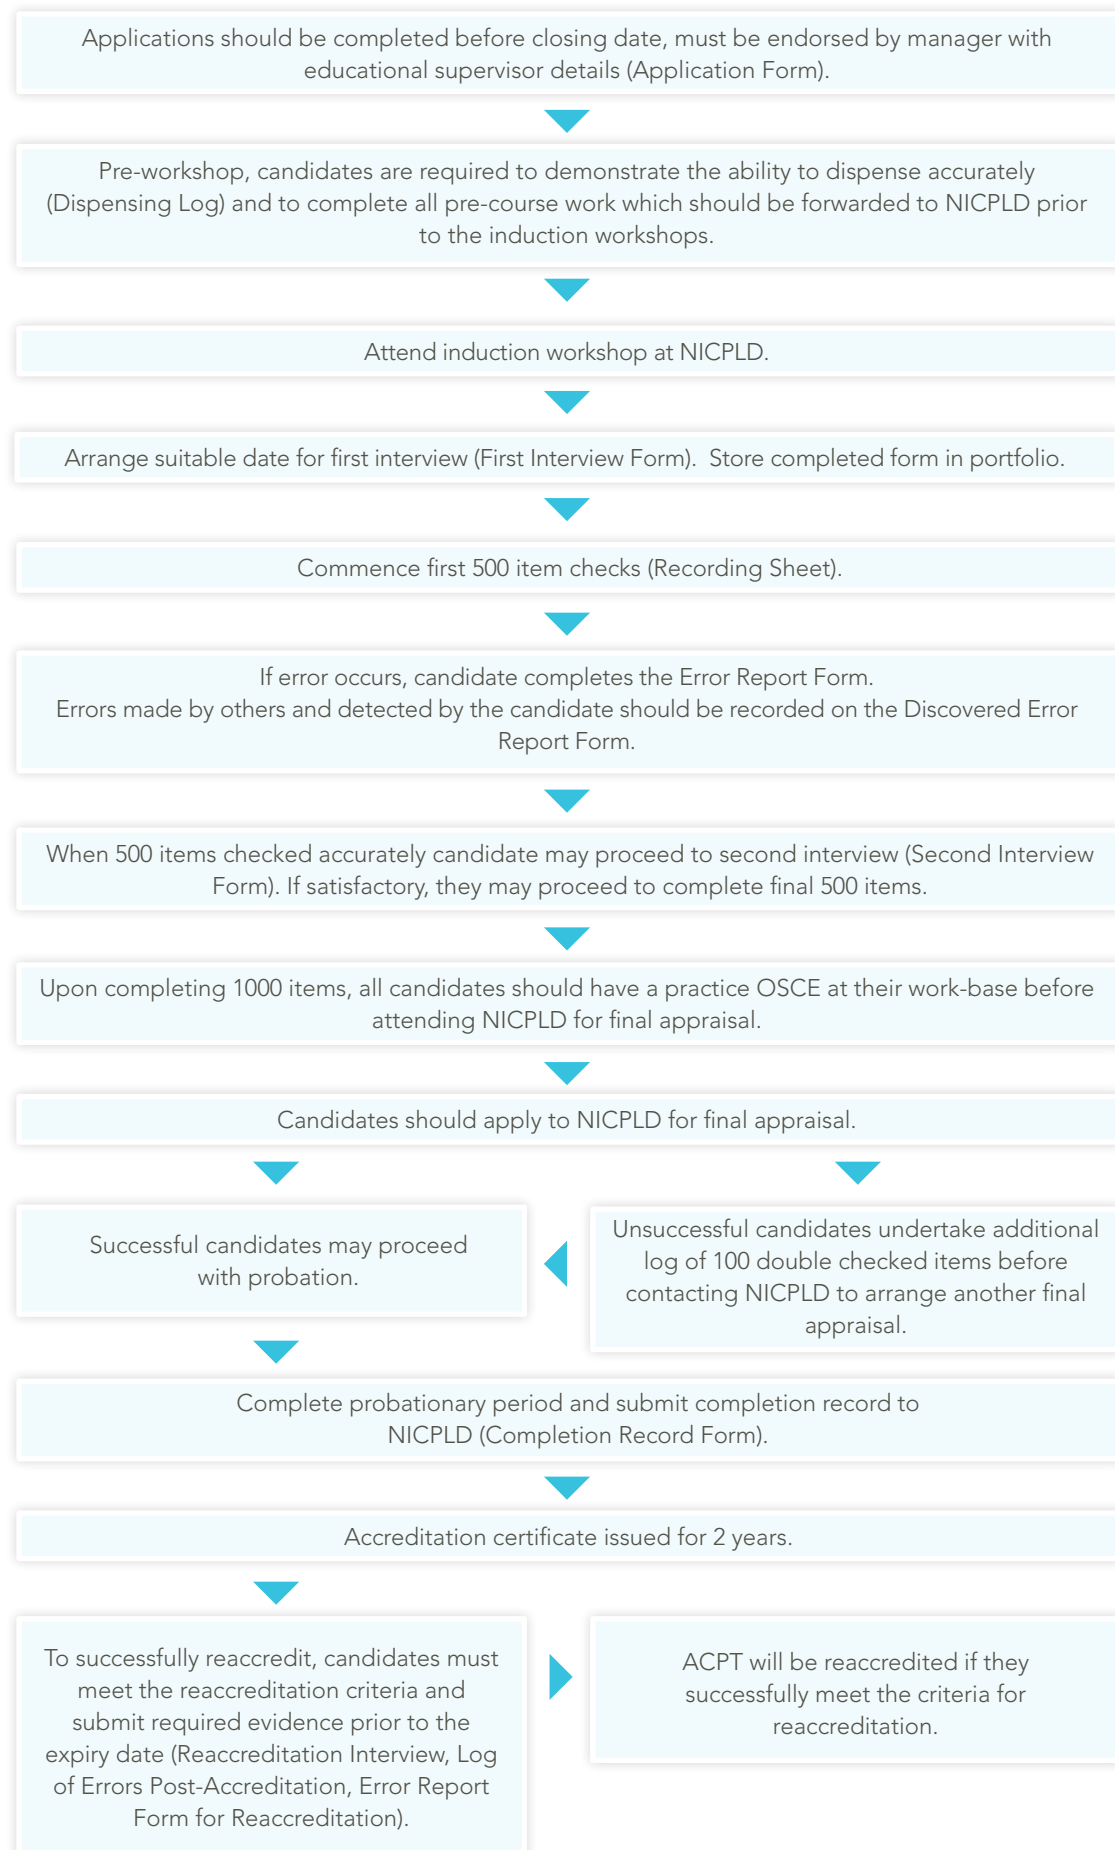 Applications should be completed before closing date, must be endorsed by manager with
educational supervisor details (Application Form).
Pre-workshop, candidates are required to demonstrate the ability to dispense accurately
(Dispensing Log) and to complete all pre-course work which should be forwarded to NICPLD prior
to the induction workshops.
Attend induction workshop at NICPLD.
Arrange suitable date for first interview (First Interview Form).  Store completed form in portfolio.
Commence first 500 item checks (Recording Sheet).
If error occurs, candidate completes the Error Report Form.
Errors made by others and detected by the candidate should be recorded on the Discovered Error
Report Form.
When 500 items checked accurately candidate may proceed to second interview (Second Interview
Form). If satisfactory, they may proceed to complete final 500 items.
Upon completing 1000 items, all candidates should have a practice OSCE at their work-base before
attending NICPLD for final appraisal.
Candidates should apply to NICPLD for final appraisal.
Successful candidates may proceed
with probation.
Unsuccessful candidates undertake additional
log of 100 double checked items before
contacting NICPLD to arrange another final
appraisal.
Complete probationary period and submit completion record to
NICPLD (Completion Record Form).
Accreditation certificate issued for 2 years.
To successfully reaccredit, candidates must
meet the reaccreditation criteria and
submit required evidence prior to the
expiry date (Reaccreditation Interview, Log
of Errors Post-Accreditation, Error Report
Form for Reaccreditation).
ACPT will be reaccredited if they
successfully meet the criteria for
reaccreditation.